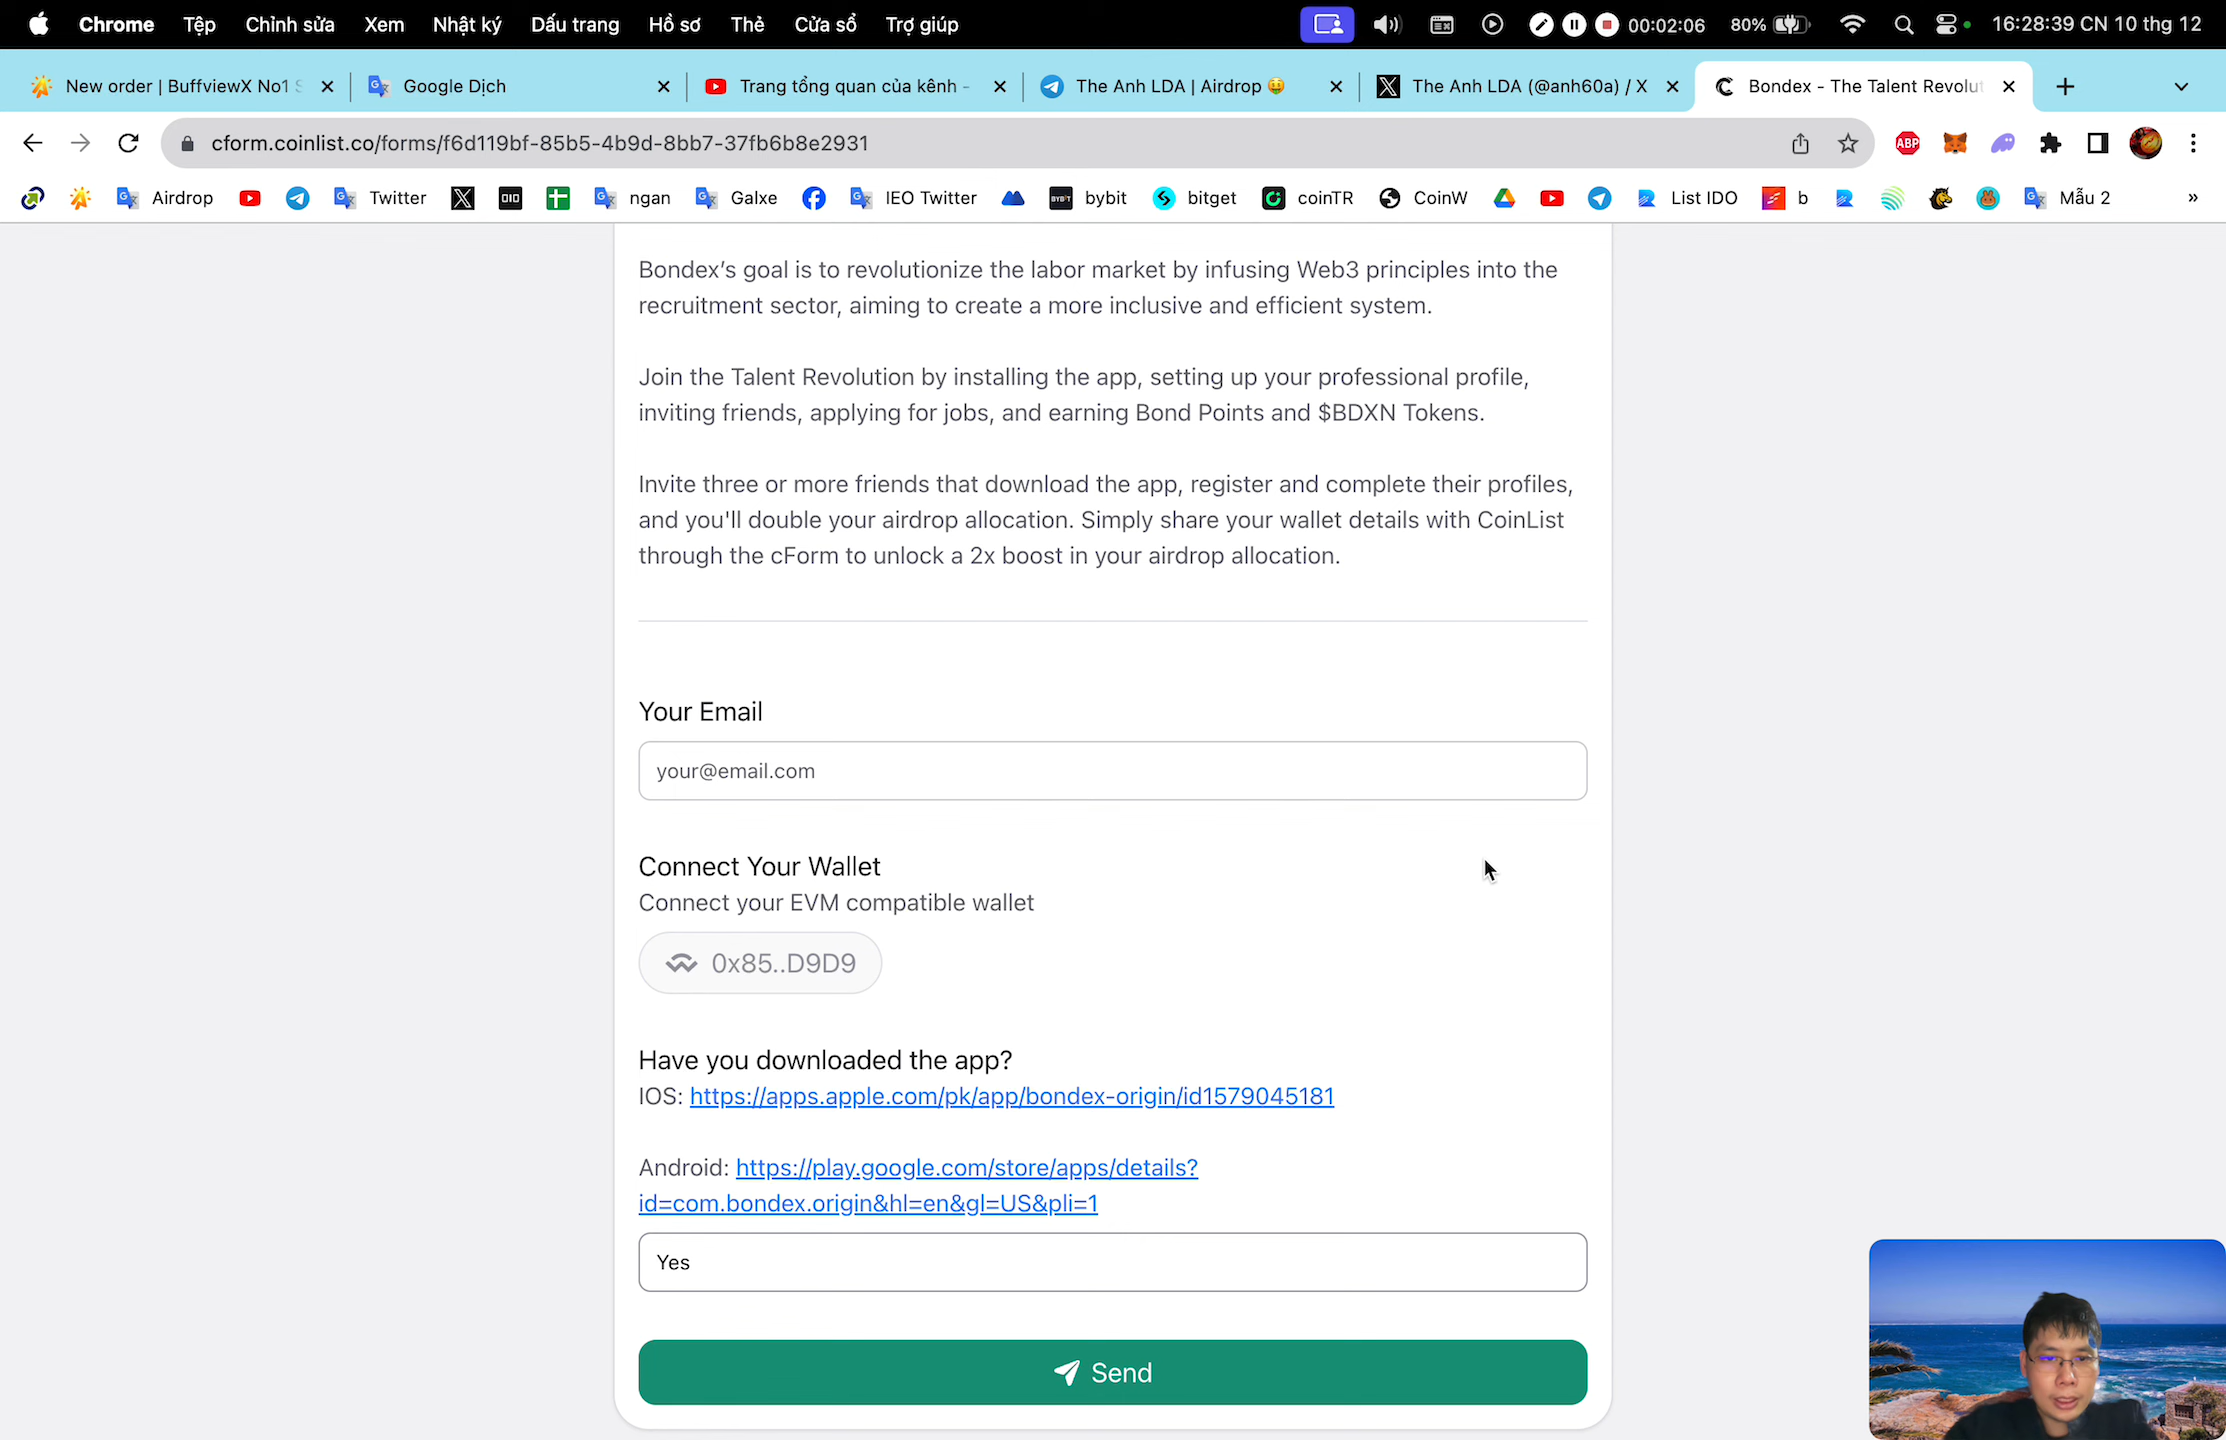 Chrome Tệp Chỉnh sửa Xem Nhật ký Dấu trang Hồ sơ Thẻ Cửa sổ Trợ giúp 00:02:06 80% 16:28:39 CN 10 thg 12
New order | BuffviewX No1 S Google Dịch Trang tổng quan của kênh - The Anh LDA | Airdrop 🤑 The Anh LDA (@anh60a) / X Bondex - The Talent Revolut
cform.coinlist.co/forms/f6d119bf-85b5-4b9d-8bb7-37fb6b8e2931 ABP
Airdrop Twitter ngan Galxe IEO Twitter bybit bitget coinTR CoinW List IDO b Mẫu 2 »
Bondex’s goal is to revolutionize the labor market by infusing Web3 principles into the
recruitment sector, aiming to create a more inclusive and efficient system.
Join the Talent Revolution by installing the app, setting up your professional profile,
inviting friends, applying for jobs, and earning Bond Points and $BDXN Tokens.
Invite three or more friends that download the app, register and complete their profiles,
and you'll double your airdrop allocation. Simply share your wallet details with CoinList
through the cForm to unlock a 2x boost in your airdrop allocation.
Your Email
your@email.com
Connect Your Wallet
Connect your EVM compatible wallet
0x85..D9D9
Have you downloaded the app?
IOS: https://apps.apple.com/pk/app/bondex-origin/id1579045181
Android: https://play.google.com/store/apps/details?
id=com.bondex.origin&hl=en&gl=US&pli=1
Yes
Send